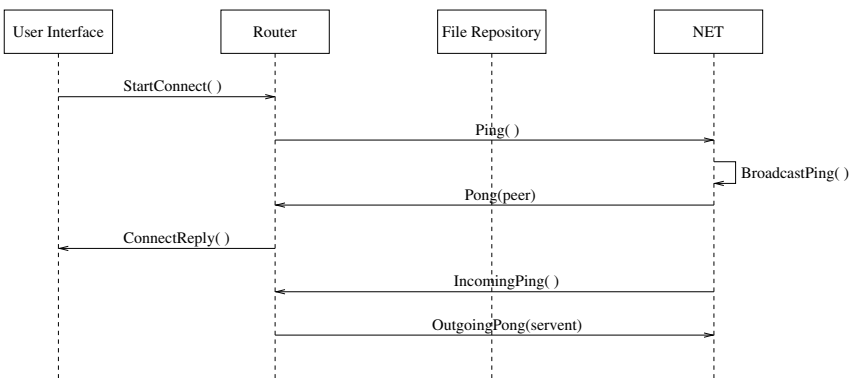 User Interface
Router
File Repository
NET
StartConnect( )
Ping( )
BroadcastPing( )
Pong(peer)
ConnectReply( )
IncomingPing( )
OutgoingPong(servent)